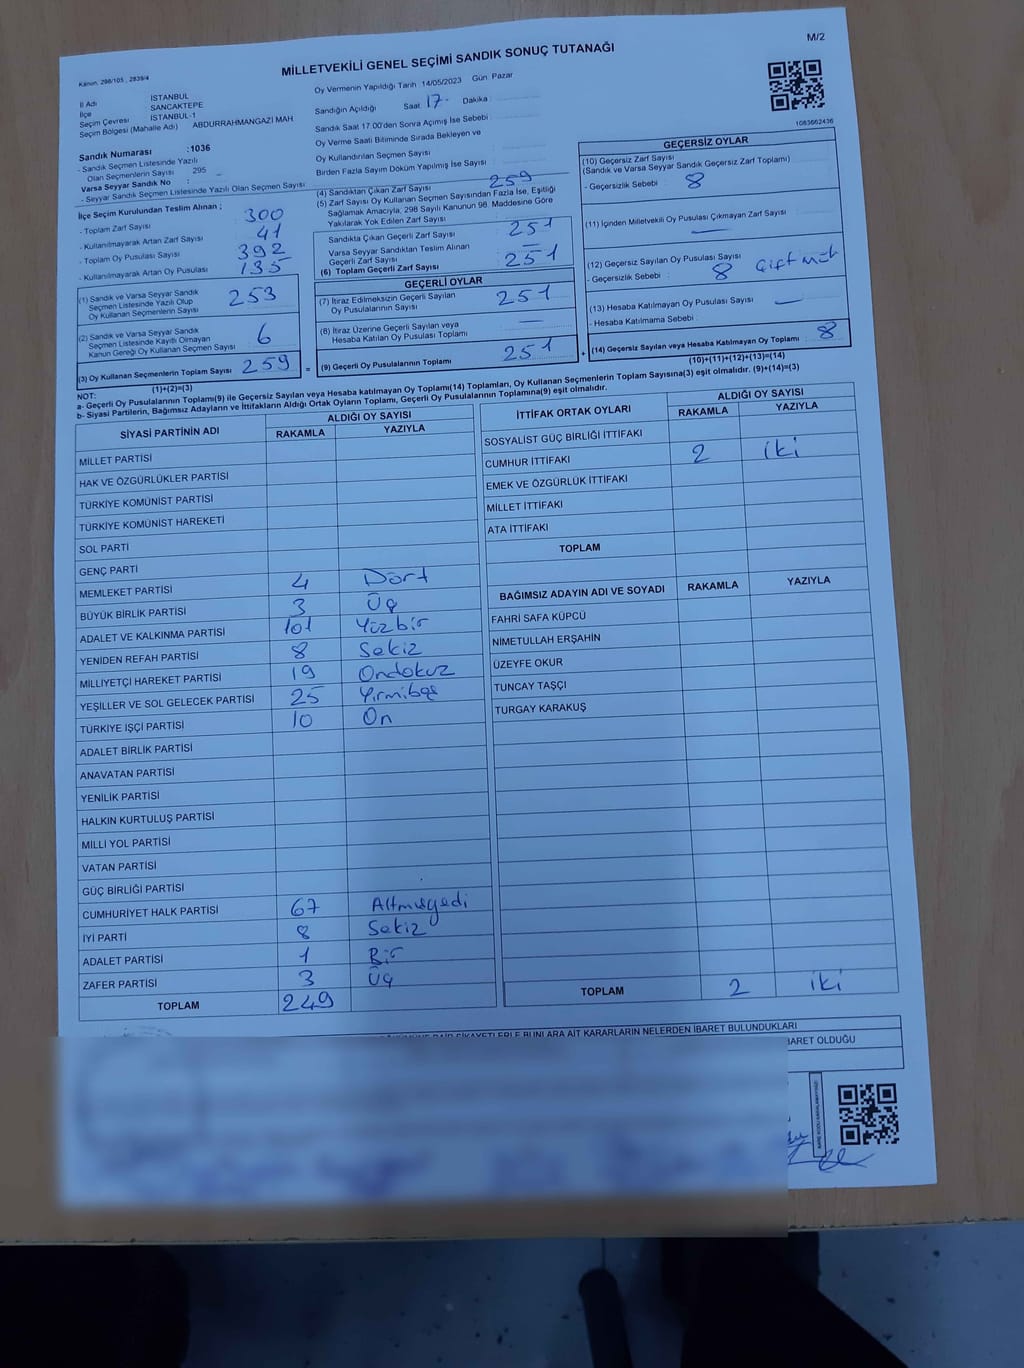 M/2
MİLLETVEKİLİ GENEL SEÇİMİ SANDIK SONUÇ TUTANAĞI
Kanun, 298/105 , 2839/4
İl Adı : İSTANBUL
İlçe : SANCAKTEPE
Seçim Çevresi : İSTANBUL-1
Seçim Bölgesi (Mahalle Adı) : ABDURRAHMANGAZİ MAH
Sandık Numarası : 1036
- Sandık Seçmen Listesinde Yazılı
Olan Seçmenlerin Sayısı : 295
Varsa Seyyar Sandık No :
- Seyyar Sandık Seçmen Listesinde Yazılı Olan Seçmen Sayısı :
İlçe Seçim Kurulundan Teslim Alınan ;
- Toplam Zarf Sayısı : 300
- Kullanılmayarak Artan Zarf Sayısı : 41
- Toplam Oy Pusulası Sayısı : 392
- Kullanılmayarak Artan Oy Pusulası : 135
(1) Sandık ve Varsa Seyyar Sandık
Seçmen Listesinde Yazılı Olup
Oy Kullanan Seçmenlerin Sayısı 253
(2) Sandık ve Varsa Seyyar Sandık
Seçmen Listesinde Kayıtlı Olmayan
Kanun Gereği Oy Kullanan Seçmen Sayısı 6
(3) Oy Kullanan Seçmenlerin Toplam Sayısı 259
(1)+(2)=(3)
Oy Vermenin Yapıldığı Tarih 14/05/2023 Gün Pazar
Sandığın Açıldığı Saat 17- Dakika :
Sandık Saat 17.00'den Sonra Açılmış İse Sebebi :
Oy Verme Saati Bitiminde Sırada Bekleyen ve
Oy Kullandırılan Seçmen Sayısı :
Birden Fazla Sayım Döküm Yapılmış İse Sayısı :
(4) Sandıktan Çıkan Zarf Sayısı 259
(5) Zarf Sayısı Oy Kullanan Seçmen Sayısından Fazla İse, Eşitliği
Sağlamak Amacıyla, 298 Sayılı Kanunun 98. Maddesine Göre
Yakılarak Yok Edilen Zarf Sayısı :
Sandıkta Çıkan Geçerli Zarf Sayısı 251
Varsa Seyyar Sandıktan Teslim Alınan
Geçerli Zarf Sayısı —
(6) Toplam Geçerli Zarf Sayısı 251
GEÇERLİ OYLAR
(7) İtiraz Edilmeksizin Geçerli Sayılan
Oy Pusulasının Sayısı 251
(8) İtiraz Üzerine Geçerli Sayılan veya
Hesaba Katılan Oy Pusulası Toplamı —
= (9) Geçerli Oy Pusulalarının Toplamı 251 +
1083662436
GEÇERSİZ OYLAR
(10) Geçersiz Zarf Sayısı
(Sandık ve Varsa Seyyar Sandık Geçersiz Zarf Toplamı)
- Geçersizlik Sebebi : 8
(11) İçinden Milletvekili Oy Pusulası Çıkmayan Zarf Sayısı
—
(12) Geçersiz Sayılan Oy Pusulası Sayısı
- Geçersizlik Sebebi : 8
(13) Hesaba Katılmayan Oy Pusulası Sayısı —
- Hesaba Katılmama Sebebi :
(14) Geçersiz Sayılan veya Hesaba Katılmayan Oy Toplamı 8
(10)+(11)+(12)+(13)=(14)
NOT:
a- Geçerli Oy Pusulalarının Toplamı(9) ile Geçersiz Sayılan veya Hesaba katılmayan Oy Toplamı(14) Toplamları, Oy Kullanan Seçmenlerin Toplam Sayısına(3) eşit olmalıdır. (9)+(14)=(3)
b- Siyasi Partilerin, Bağımsız Adayların ve İttifakların Aldığı Ortak Oyların Toplamı, Geçerli Oy Pusulalarının Toplamına(9) eşit olmalıdır.
SİYASİ PARTİNİN ADI ALDIĞI OY SAYISI
RAKAMLA YAZIYLA
MİLLET PARTİSİ
HAK VE ÖZGÜRLÜKLER PARTİSİ
TÜRKİYE KOMÜNİST PARTİSİ
TÜRKİYE KOMÜNİST HAREKETİ
SOL PARTİ
GENÇ PARTİ
MEMLEKET PARTİSİ 4 Dört
BÜYÜK BİRLİK PARTİSİ 3 Üç
ADALET VE KALKINMA PARTİSİ 101 Yüzbir
YENİDEN REFAH PARTİSİ 8 Sekiz
MİLLİYETÇİ HAREKET PARTİSİ 19 Ondokuz
YEŞİLLER VE SOL GELECEK PARTİSİ 25 Yirmibeş
TÜRKİYE İŞÇİ PARTİSİ 10 On
ADALET BİRLİK PARTİSİ
ANAVATAN PARTİSİ
YENİLİK PARTİSİ
HALKIN KURTULUŞ PARTİSİ
MİLLİ YOL PARTİSİ
VATAN PARTİSİ
GÜÇ BİRLİĞİ PARTİSİ
CUMHURİYET HALK PARTİSİ 67 Altmışyedi
İYİ PARTİ 8 Sekiz
ADALET PARTİSİ 1 Bir
ZAFER PARTİSİ 3 Üç
TOPLAM 249
İTTİFAK ORTAK OYLARI ALDIĞI OY SAYISI
RAKAMLA YAZIYLA
SOSYALİST GÜÇ BİRLİĞİ İTTİFAKI
CUMHUR İTTİFAKI 2 iki
EMEK VE ÖZGÜRLÜK İTTİFAKI
MİLLET İTTİFAKI
ATA İTTİFAKI
TOPLAM
BAĞIMSIZ ADAYIN ADI VE SOYADI RAKAMLA YAZIYLA
FAHRİ SAFA KÜPCÜ
NİMETULLAH ERŞAHİN
ÜZEYFE OKUR
TUNCAY TAŞÇI
TURGAY KARAKUŞ
TOPLAM 2 iki
ŞİKAYETLERLE BUNLARA AİT KARARLARIN NELERDEN İBARET BULUNDUKLARI
İBARET OLDUĞU